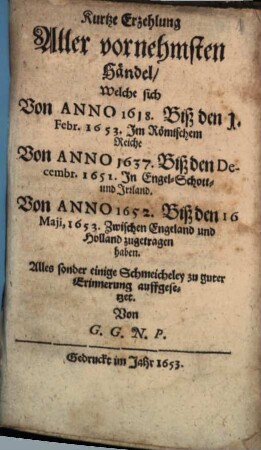 Kurtze Erzehlung
Aller vornehmsten
Händel/
Welche sich
Von ANNO 1618. Biß den 1.
Febr. 1653. Im Römischem
Reiche
Von ANNO 1637. Biß den De-
cembr. 1651. In Engel-Schott-
und Irrland.
Von ANNO 1652. Biß den 16
Maji, 1653. Zwischen Engeland und
Holland zugetragen
haben.
Alles sonder einige Schmeicheley zu guter
Erinnerung auffgese-
tzet.
Von
G. G. N. P.
Gedruckt im Jahr 1653.